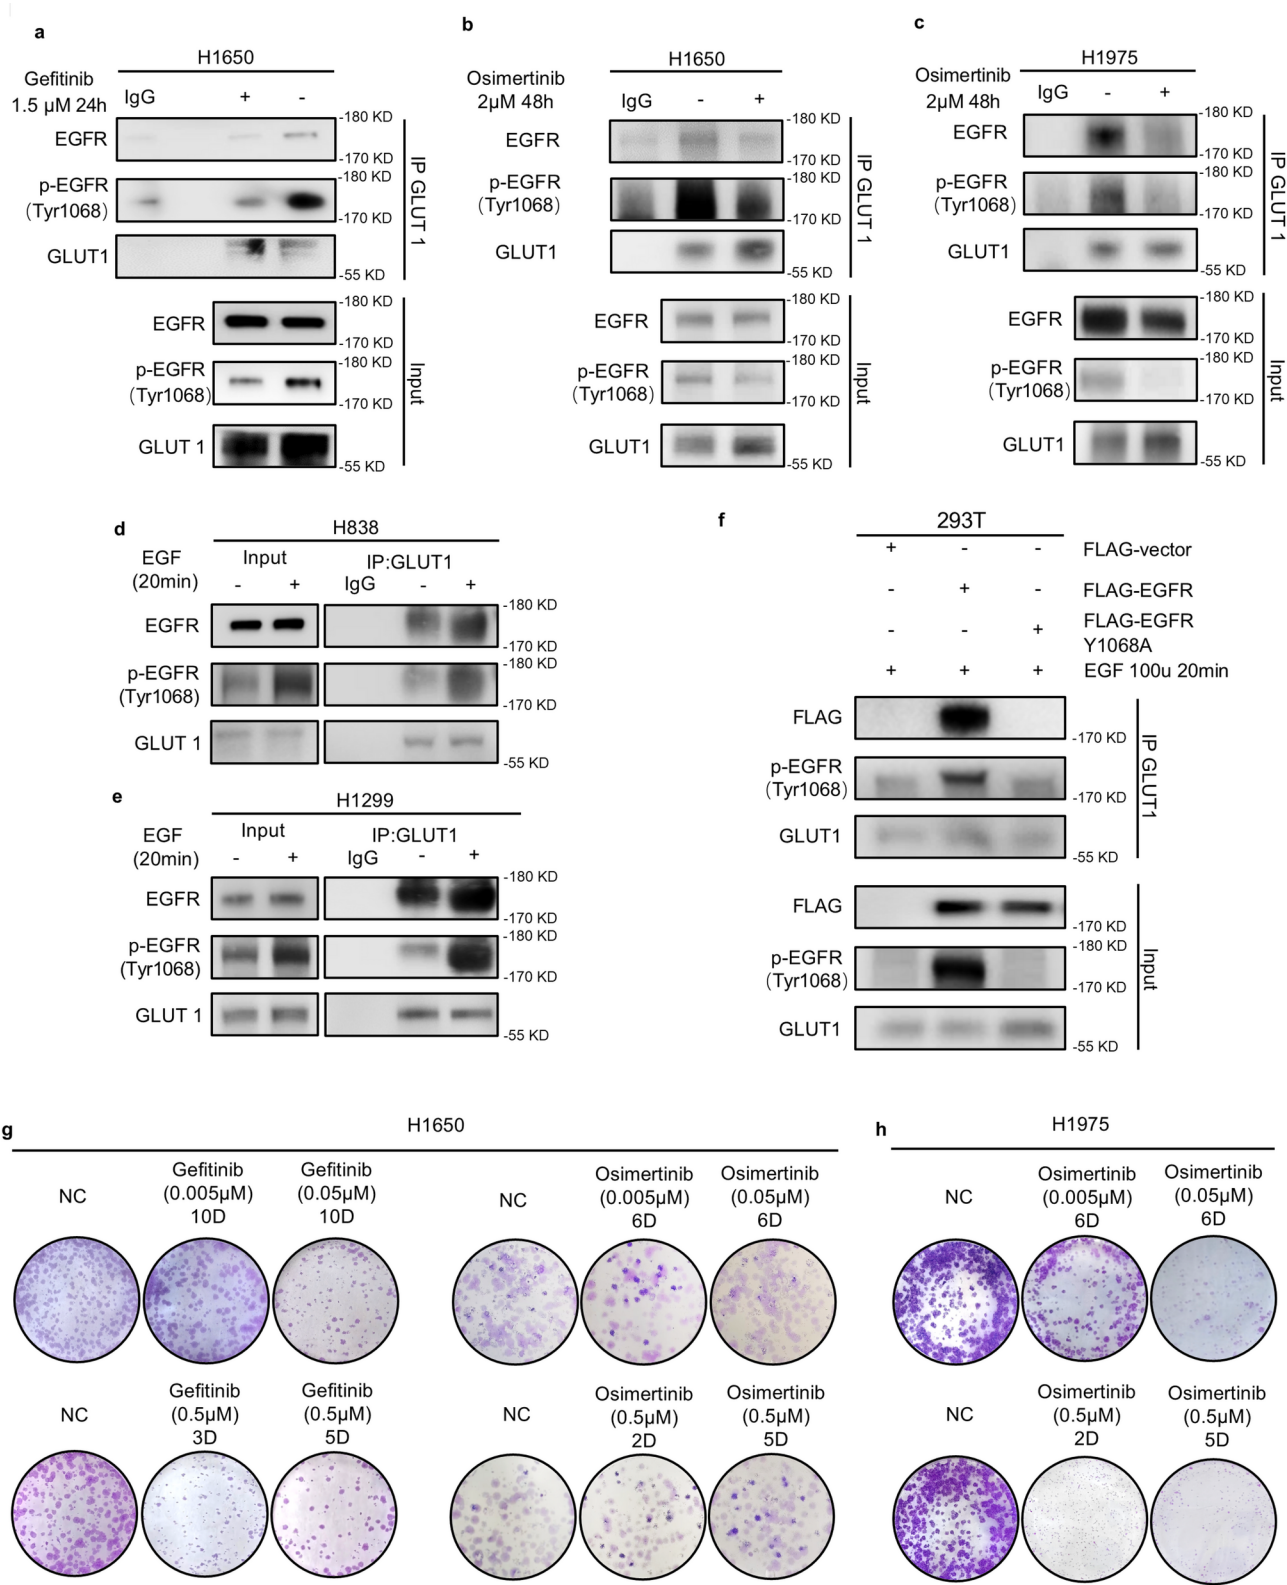 a
H1650
Gefitinib
1.5 μM 24h
IgG + -
EGFR
-180 KD
-170 KD
p-EGFR
(Tyr1068)
-180 KD
-170 KD
GLUT1
-55 KD
IP GLUT 1
EGFR
-180 KD
-170 KD
p-EGFR
(Tyr1068)
-180 KD
-170 KD
GLUT 1
-55 KD
Input
b
H1650
Osimertinib
2μM 48h
IgG - +
EGFR
-180 KD
-170 KD
p-EGFR
(Tyr1068)
-180 KD
-170 KD
GLUT1
-55 KD
IP GLUT 1
EGFR
-180 KD
-170 KD
p-EGFR
(Tyr1068)
-180 KD
-170 KD
GLUT1
-55 KD
Input
c
H1975
Osimertinib
2μM 48h
IgG - +
EGFR
-180 KD
-170 KD
p-EGFR
(Tyr1068)
-180 KD
-170 KD
GLUT1
-55 KD
IP GLUT 1
EGFR
-180 KD
-170 KD
p-EGFR
(Tyr1068)
-180 KD
-170 KD
GLUT1
-55 KD
Input
d
H838
EGF
(20min)
Input
IP:GLUT1
- + IgG - +
EGFR
-180 KD
-170 KD
p-EGFR
(Tyr1068)
-180 KD
-170 KD
GLUT 1
-55 KD
e
H1299
EGF
(20min)
Input
IP:GLUT1
- + IgG - +
EGFR
-180 KD
-170 KD
p-EGFR
(Tyr1068)
-180 KD
-170 KD
GLUT 1
-55 KD
f
293T
+ - - FLAG-vector
- + - FLAG-EGFR
- - + FLAG-EGFR
Y1068A
+ + + EGF 100u 20min
FLAG
-170 KD
p-EGFR
(Tyr1068)
-170 KD
GLUT1
-55 KD
IP GLUT1
FLAG
-170 KD
p-EGFR
(Tyr1068)
-180 KD
-170 KD
GLUT1
-55 KD
Input
g
H1650
NC
Gefitinib
(0.005μM)
10D
Gefitinib
(0.05μM)
10D
NC
Osimertinib
(0.005μM)
6D
Osimertinib
(0.05μM)
6D
NC
Gefitinib
(0.5μM)
3D
Gefitinib
(0.5μM)
5D
NC
Osimertinib
(0.5μM)
2D
Osimertinib
(0.5μM)
5D
h
H1975
NC
Osimertinib
(0.005μM)
6D
Osimertinib
(0.05μM)
6D
NC
Osimertinib
(0.5μM)
2D
Osimertinib
(0.5μM)
5D